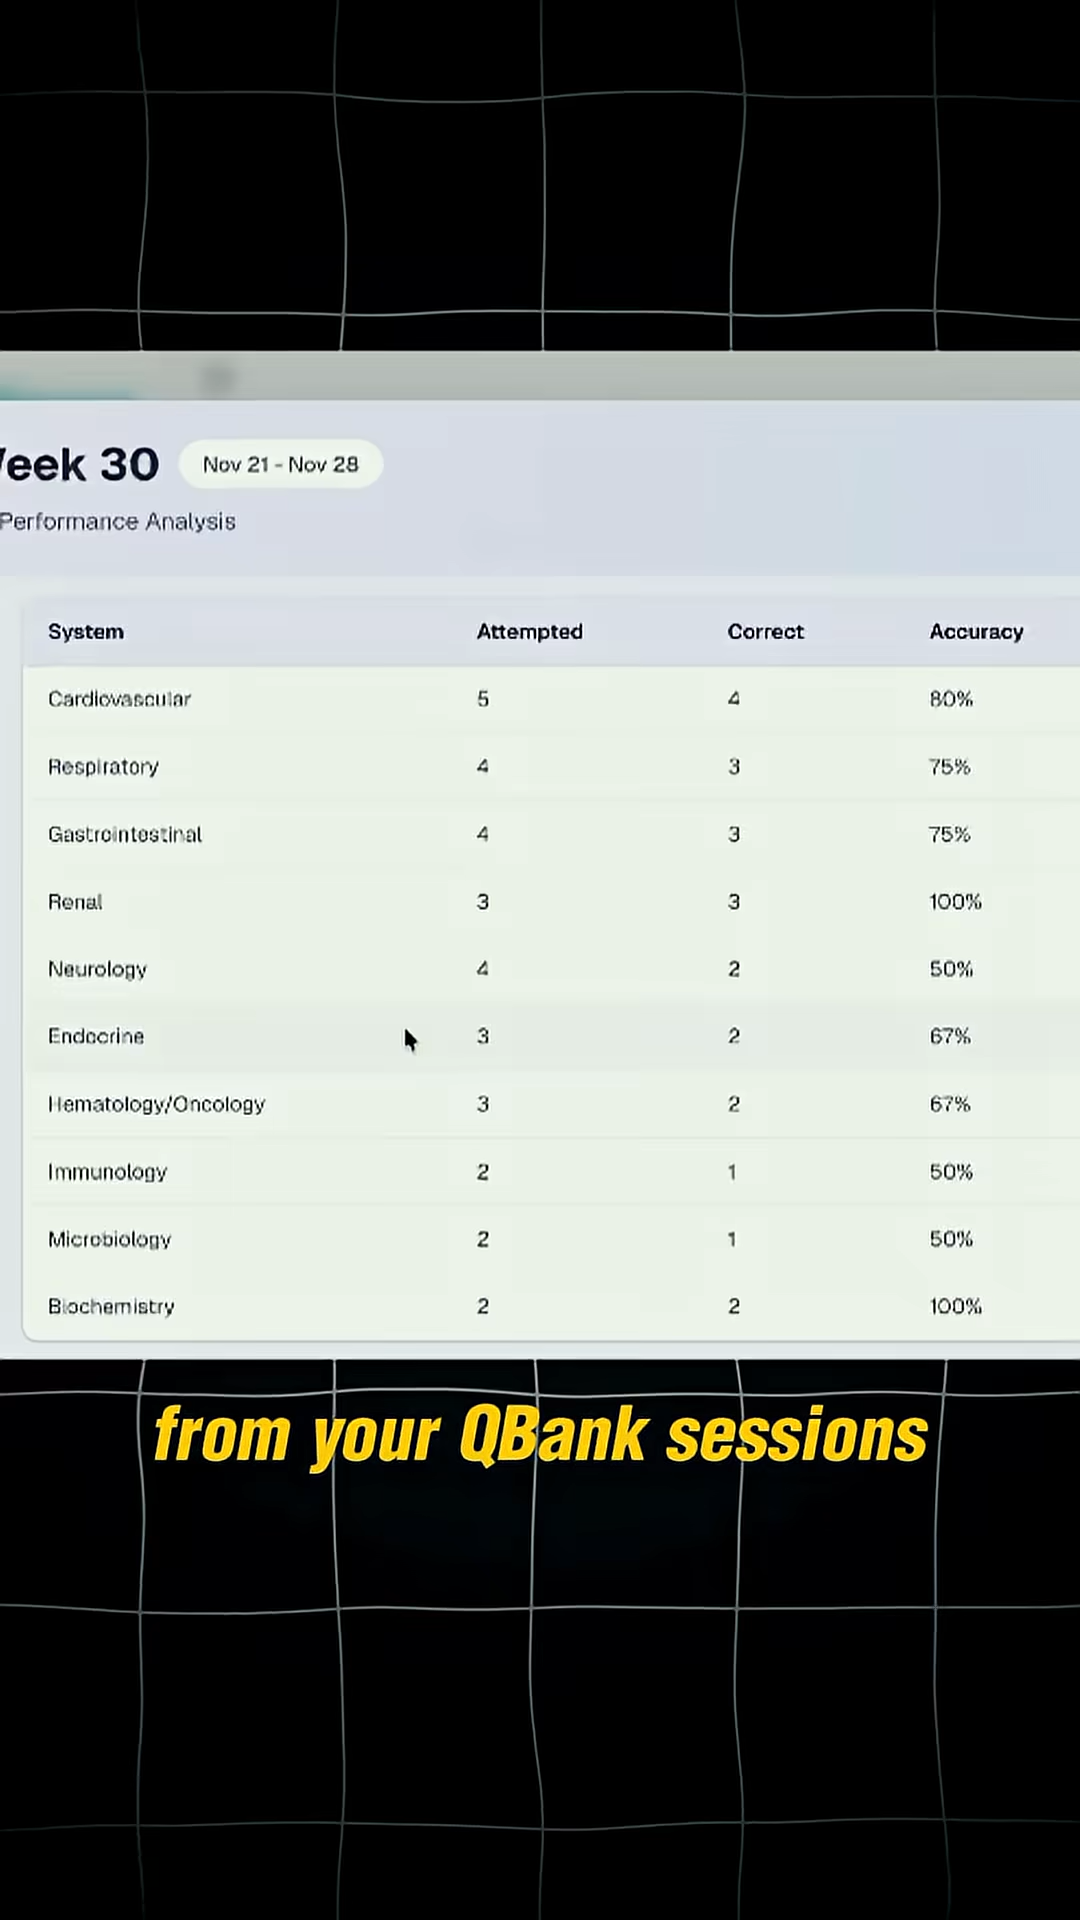 eek 30
Nov 21 - Nov 28
Performance Analysis
System Attempted Correct Accuracy
Cardiovascular 5 4 80%
Respiratory 4 3 75%
Gastrointestinal 4 3 75%
Renal 3 3 100%
Neurology 4 2 50%
Endocrine 3 2 67%
Hematology/Oncology 3 2 67%
Immunology 2 1 50%
Microbiology 2 1 50%
Biochemistry 2 2 100%
from your QBank sessions